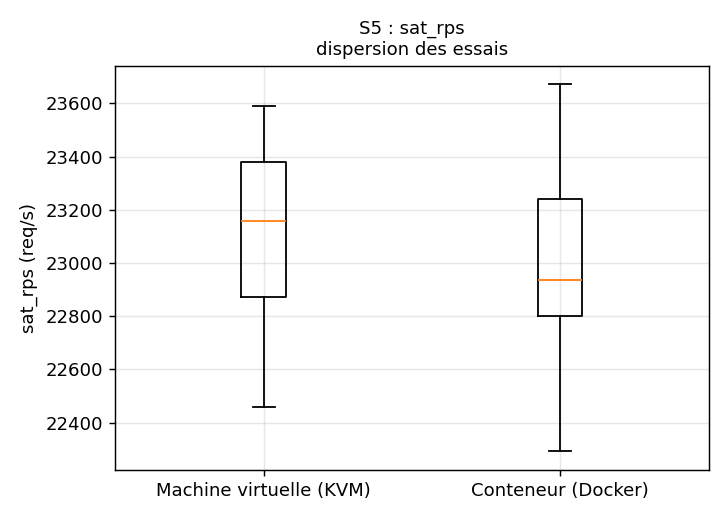 S5 : sat_rps
dispersion des essais
sat_rps (req/s)
23600
23400
23200
23000
22800
22600
22400
Machine virtuelle (KVM)
Conteneur (Docker)